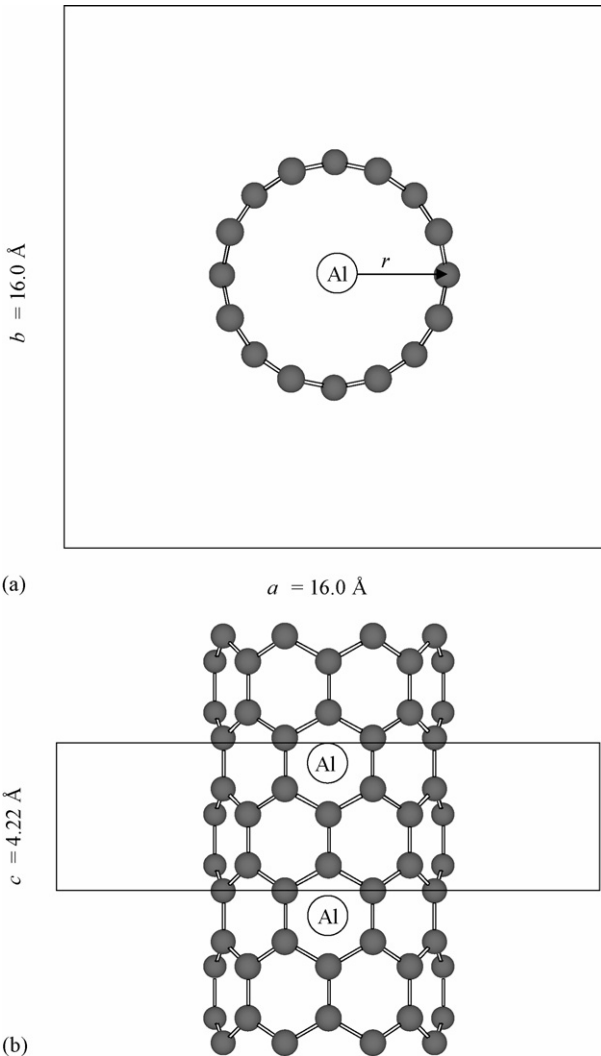 Al
r
b = 16.0 Å
(a)
a = 16.0 Å
Al
c = 4.22 Å
Al
(b)